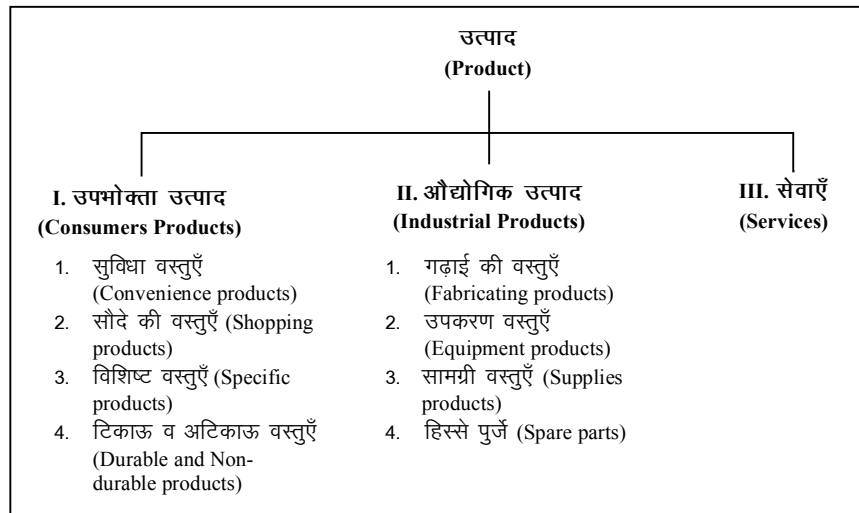 उत्पाद
(Product)
I. उपभोक्ता उत्पाद
(Consumers Products)
1. सुविधा वस्तुएँ
(Convenience products)
2. सौदे की वस्तुएँ (Shopping
products)
3. विशिष्ट वस्तुएँ (Specific
products)
4. टिकाऊ व अटिकाऊ वस्तुएँ
(Durable and Non-
durable products)
II. औद्योगिक उत्पाद
(Industrial Products)
1. गढ़ाई की वस्तुएँ
(Fabricating products)
2. उपकरण वस्तुएँ
(Equipment products)
3. सामग्री वस्तुएँ (Supplies
products)
4. हिस्से पुर्जे (Spare parts)
III. सेवाएँ
(Services)